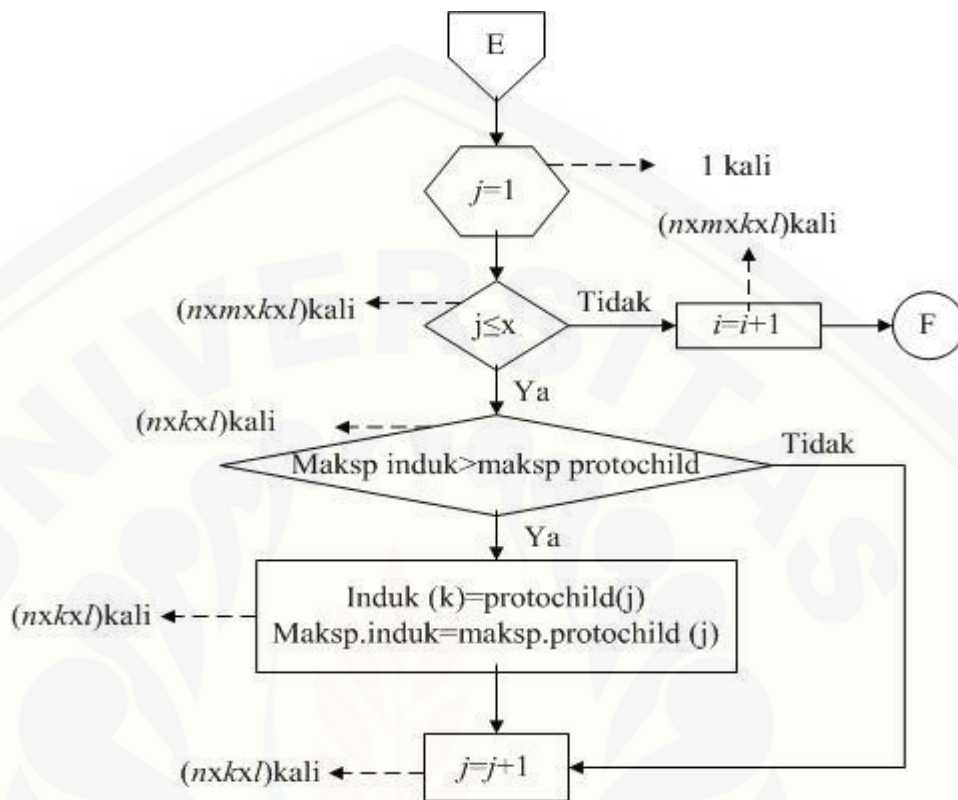 E
j=1
1 kali
(nxmxkxl)kali
(nxmxkxl)kali
j≤x
Tidak
i=i+1
F
Ya
(nxkxl)kali
Maksp induk>maksp protochild
Tidak
Ya
Induk (k)=protochild(j)
Maksp.induk=maksp.protochild (j)
(nxkxl)kali
j=j+1
(nxkxl)kali
UNIVERSITAS